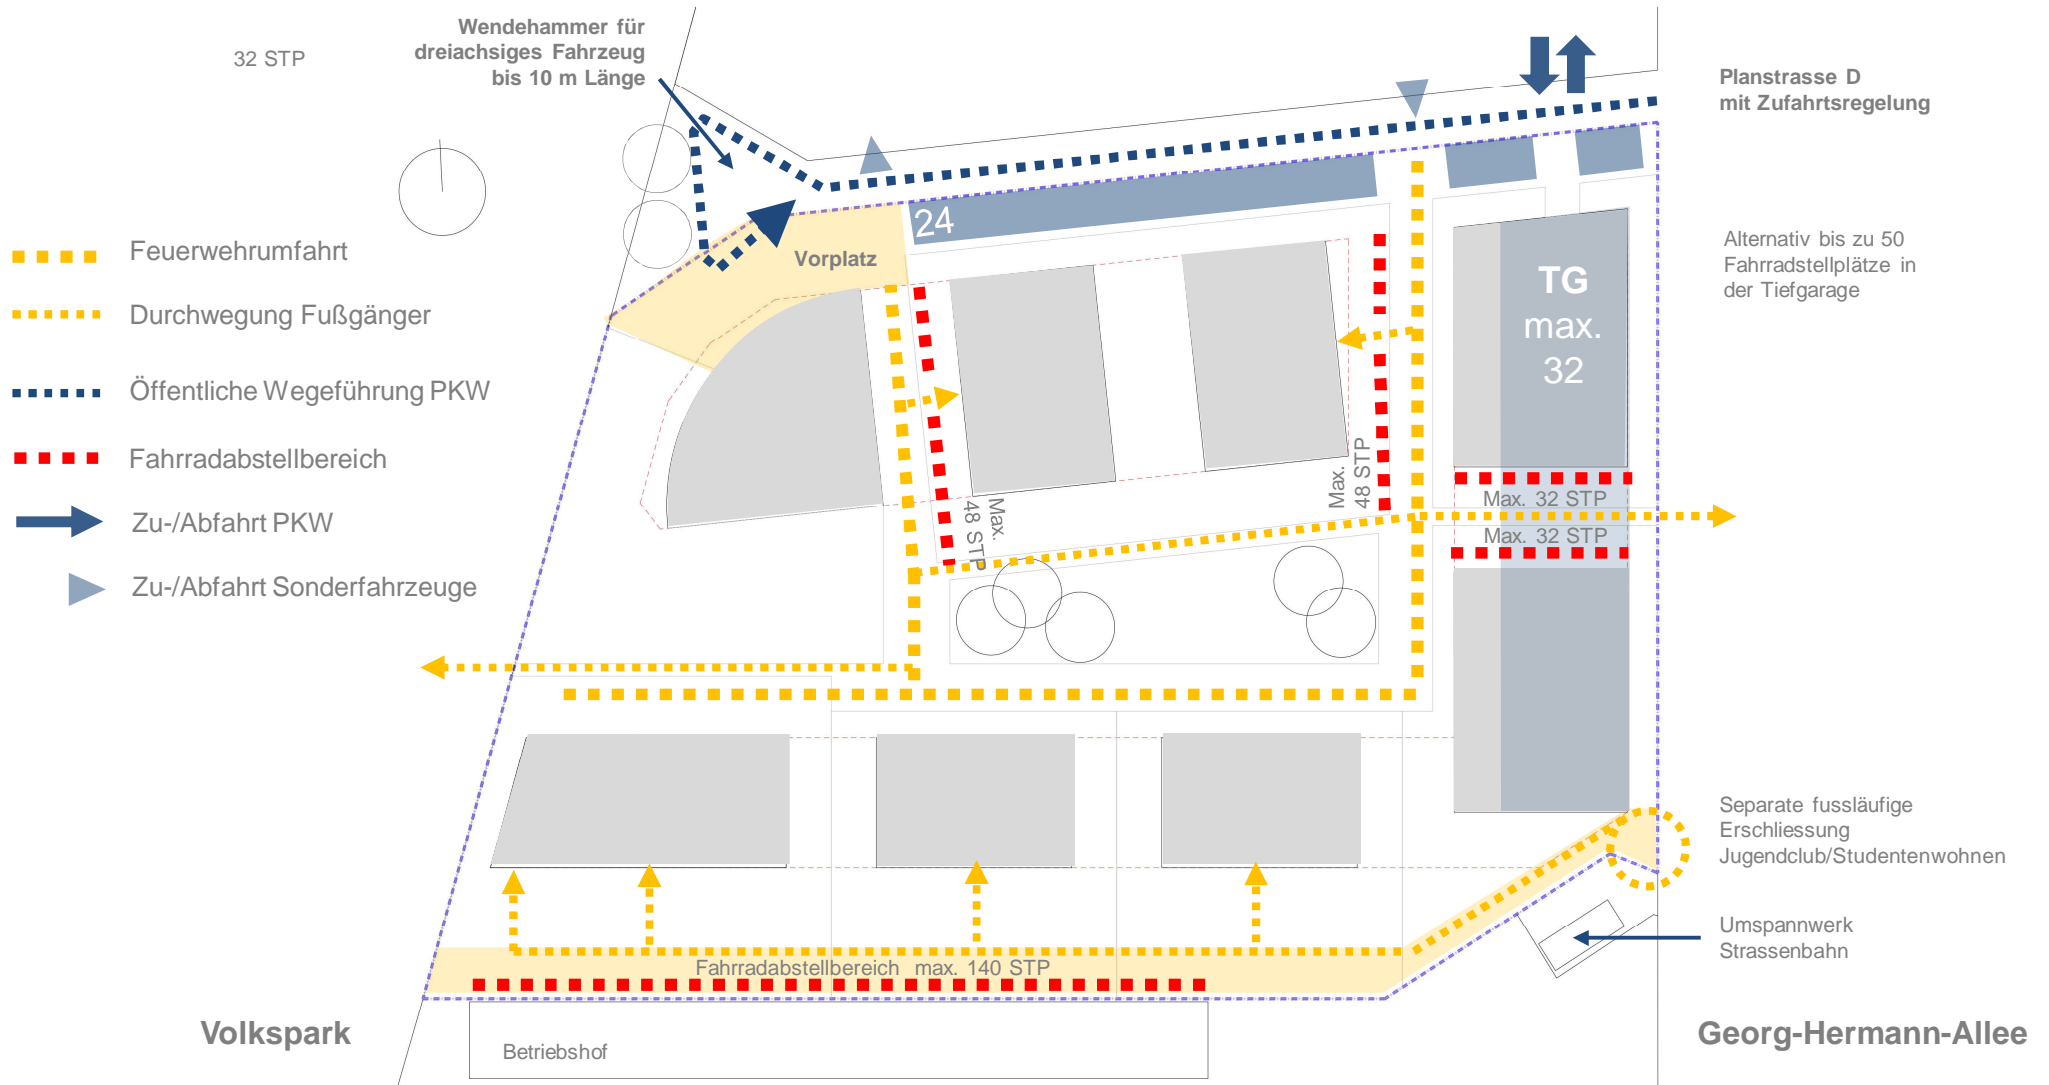 32 STP
Wendehammer für
dreiachsiges Fahrzeug
bis 10 m Länge
Planstrasse D
mit Zufahrtsregelung
Feuerwehrumfahrt
Durchwegung Fußgänger
Öffentliche Wegeführung PKW
Fahrradabstellbereich
Zu-/Abfahrt PKW
Zu-/Abfahrt Sonderfahrzeuge
24
Vorplatz
TG
max.
32
Alternativ bis zu 50
Fahrradstellplätze in
der Tiefgarage
Max.
48 STP
Max.
48 STP
Max. 32 STP
Max. 32 STP
Separate fussläufige
Erschliessung
Jugendclub/Studentenwohnen
Umspannwerk
Strassenbahn
Fahrradabstellbereich max. 140 STP
Volkspark
Betriebshof
Georg-Hermann-Allee